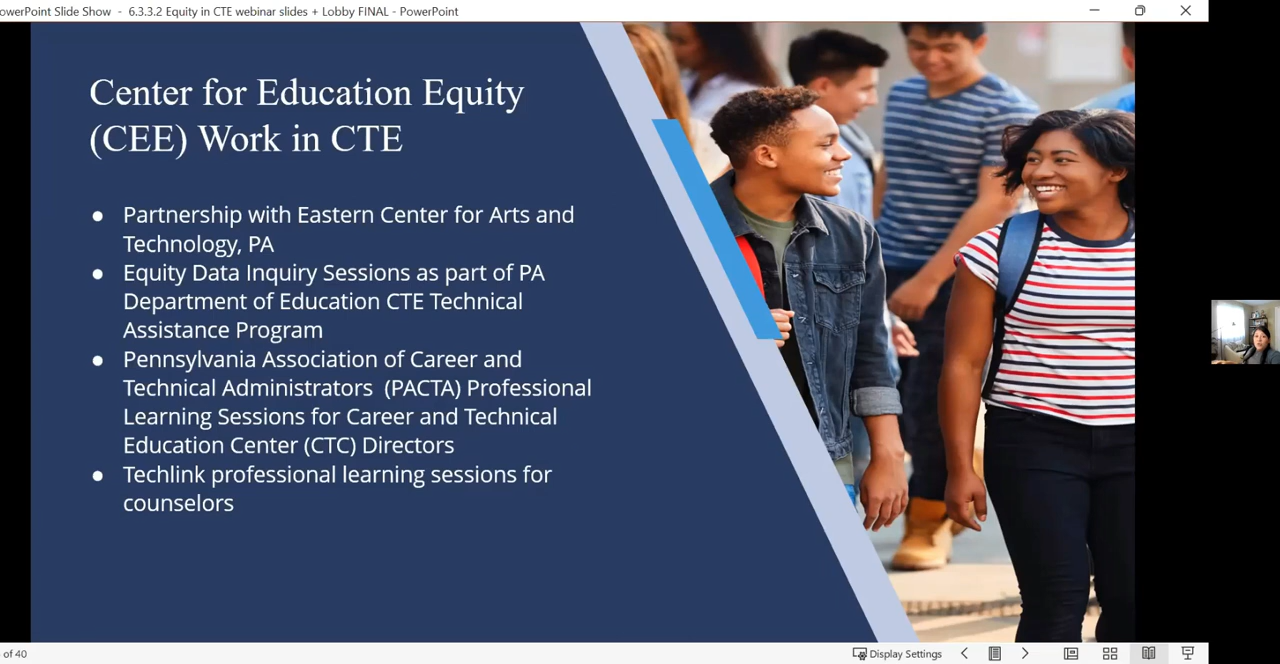 owerPoint Slide Show - 6.3.3.2 Equity in CTE webinar slides + Lobby FINAL - PowerPoint
Center for Education Equity
(CEE) Work in CTE
● Partnership with Eastern Center for Arts and
Technology, PA
● Equity Data Inquiry Sessions as part of PA
Department of Education CTE Technical
Assistance Program
● Pennsylvania Association of Career and
Technical Administrators (PACTA) Professional
Learning Sessions for Career and Technical
Education Center (CTC) Directors
● Techlink professional learning sessions for
counselors
of 40
Display Settings